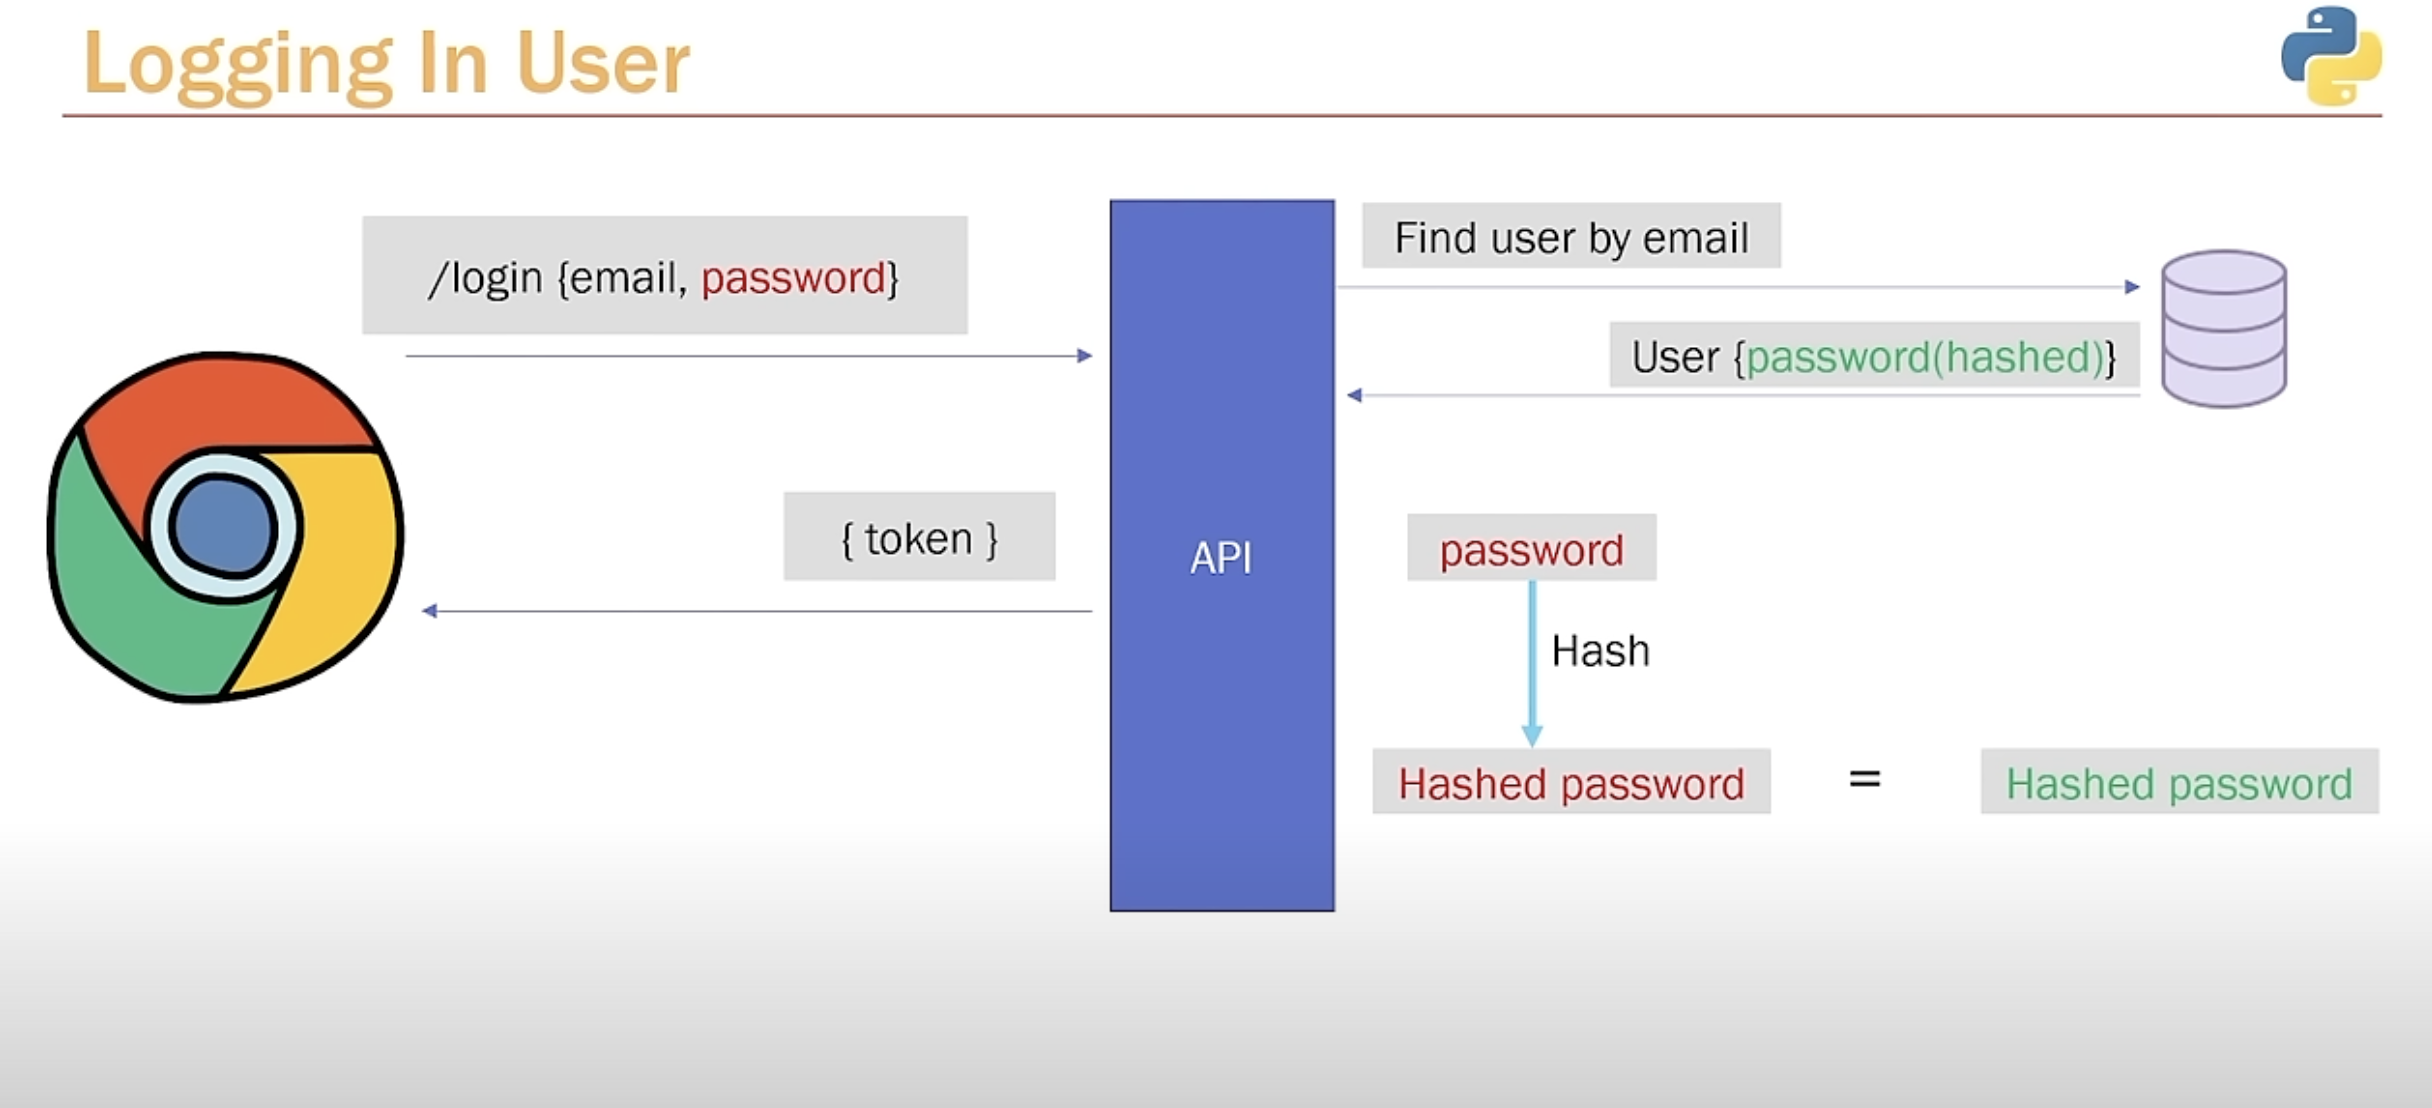 Logging In User
/login {email, password}
Find user by email
User {password(hashed)}
{ token }
API
password
Hash
Hashed password
=
Hashed password